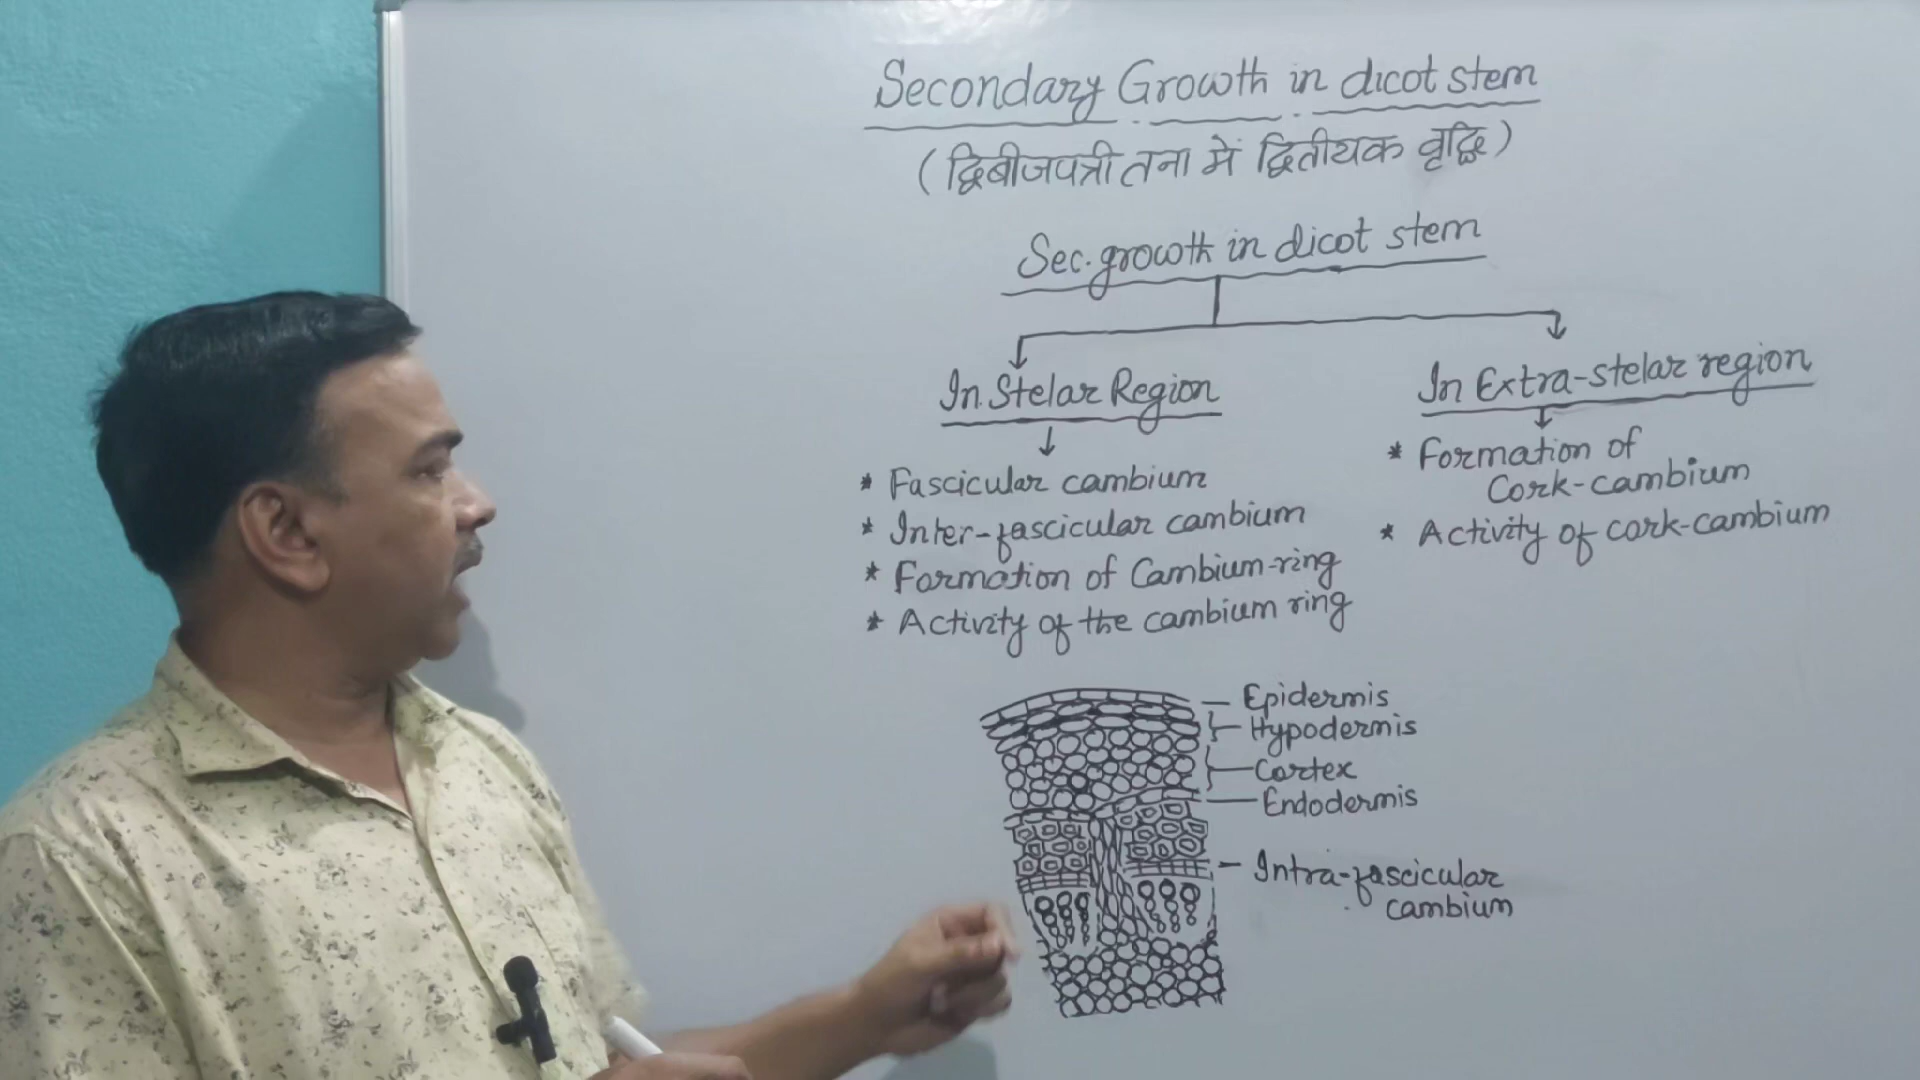 Secondary Growth in dicot stem
(द्विबीजपत्री तना में द्वितीयक वृद्धि)
Sec. growth in dicot stem
In Stelar Region
* Fascicular cambium
* Inter-fascicular cambium
* Formation of Cambium-ring
* Activity of the cambium ring
In Extra-stelar region
* Formation of
Cork-cambium
* Activity of cork-cambium
Epidermis
Hypodermis
Cortex
Endodermis
Intra-fascicular
cambium